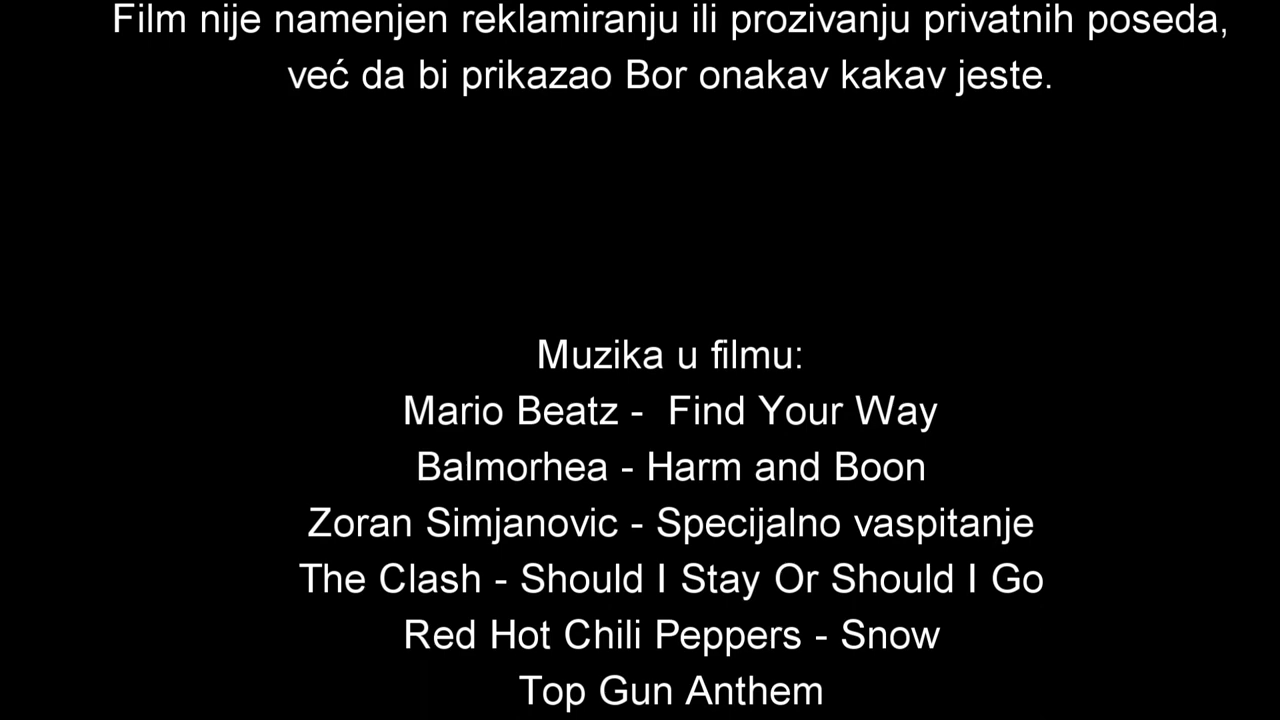 Film nije namenjen reklamiranju ili prozivanju privatnih poseda,
već da bi prikazao Bor onakav kakav jeste.
Muzika u filmu:
Mario Beatz -  Find Your Way
Balmorhea - Harm and Boon
Zoran Simjanovic - Specijalno vaspitanje
The Clash - Should I Stay Or Should I Go
Red Hot Chili Peppers - Snow
Top Gun Anthem